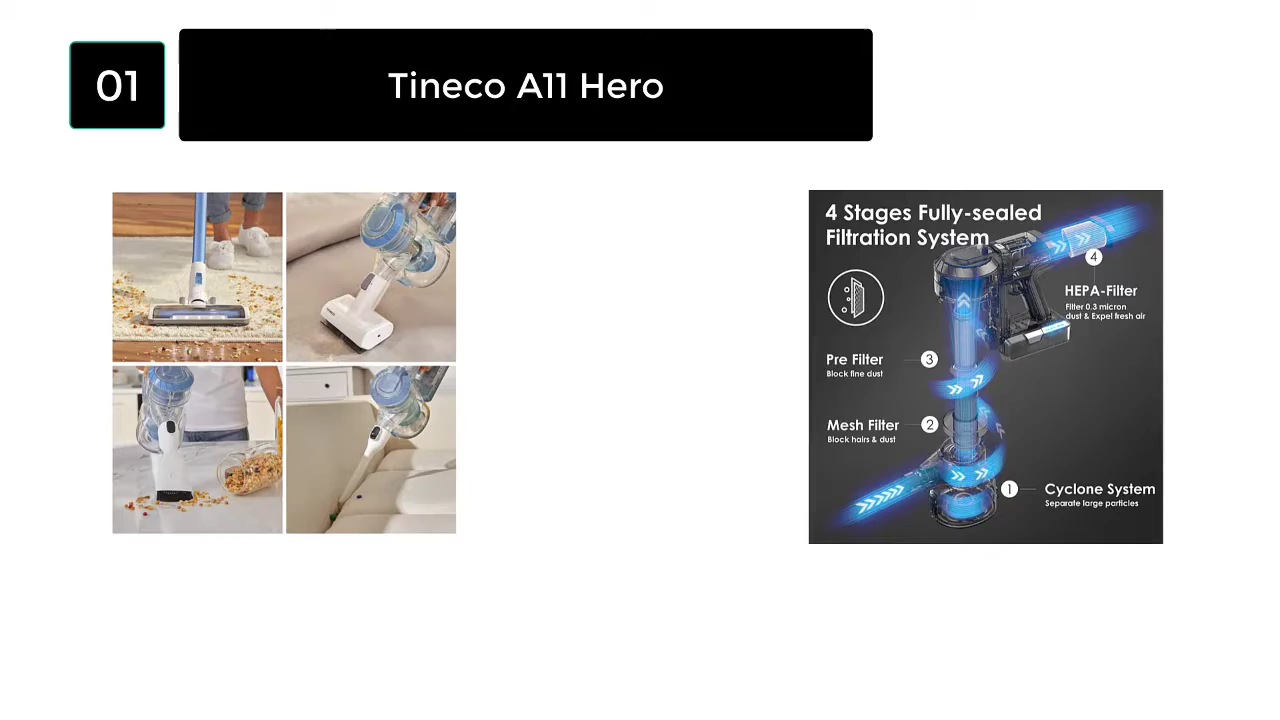 01
Tineco A11 Hero
4 Stages Fully-sealed
Filtration System
4
HEPA-Filter
Filter 0.3 micron
dust & Expel fresh air
Pre Filter
3
Block fine dust
Mesh Filter
2
Block hairs & dust
1
Cyclone System
Separate large particles